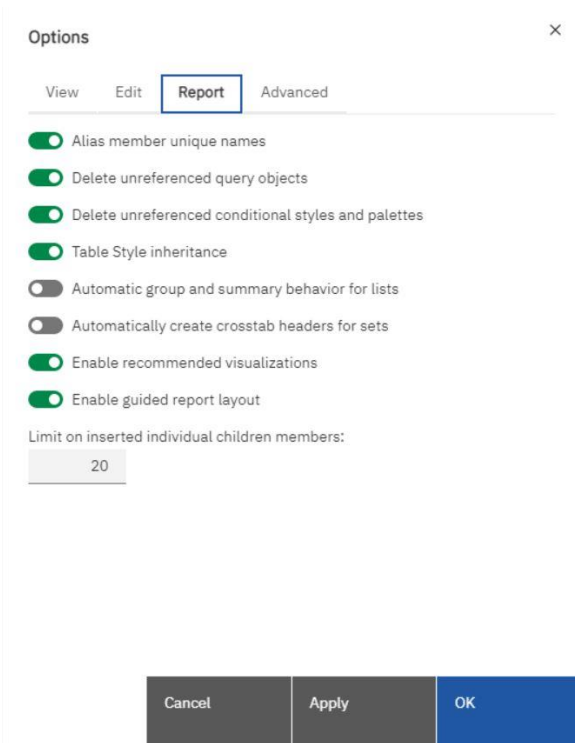 Options
View Edit Report Advanced
Alias member unique names
Delete unreferenced query objects
Delete unreferenced conditional styles and palettes
Table Style inheritance
Automatic group and summary behavior for lists
Automatically create crosstab headers for sets
Enable recommended visualizations
Enable guided report layout
Limit on inserted individual children members:
20
Cancel Apply OK